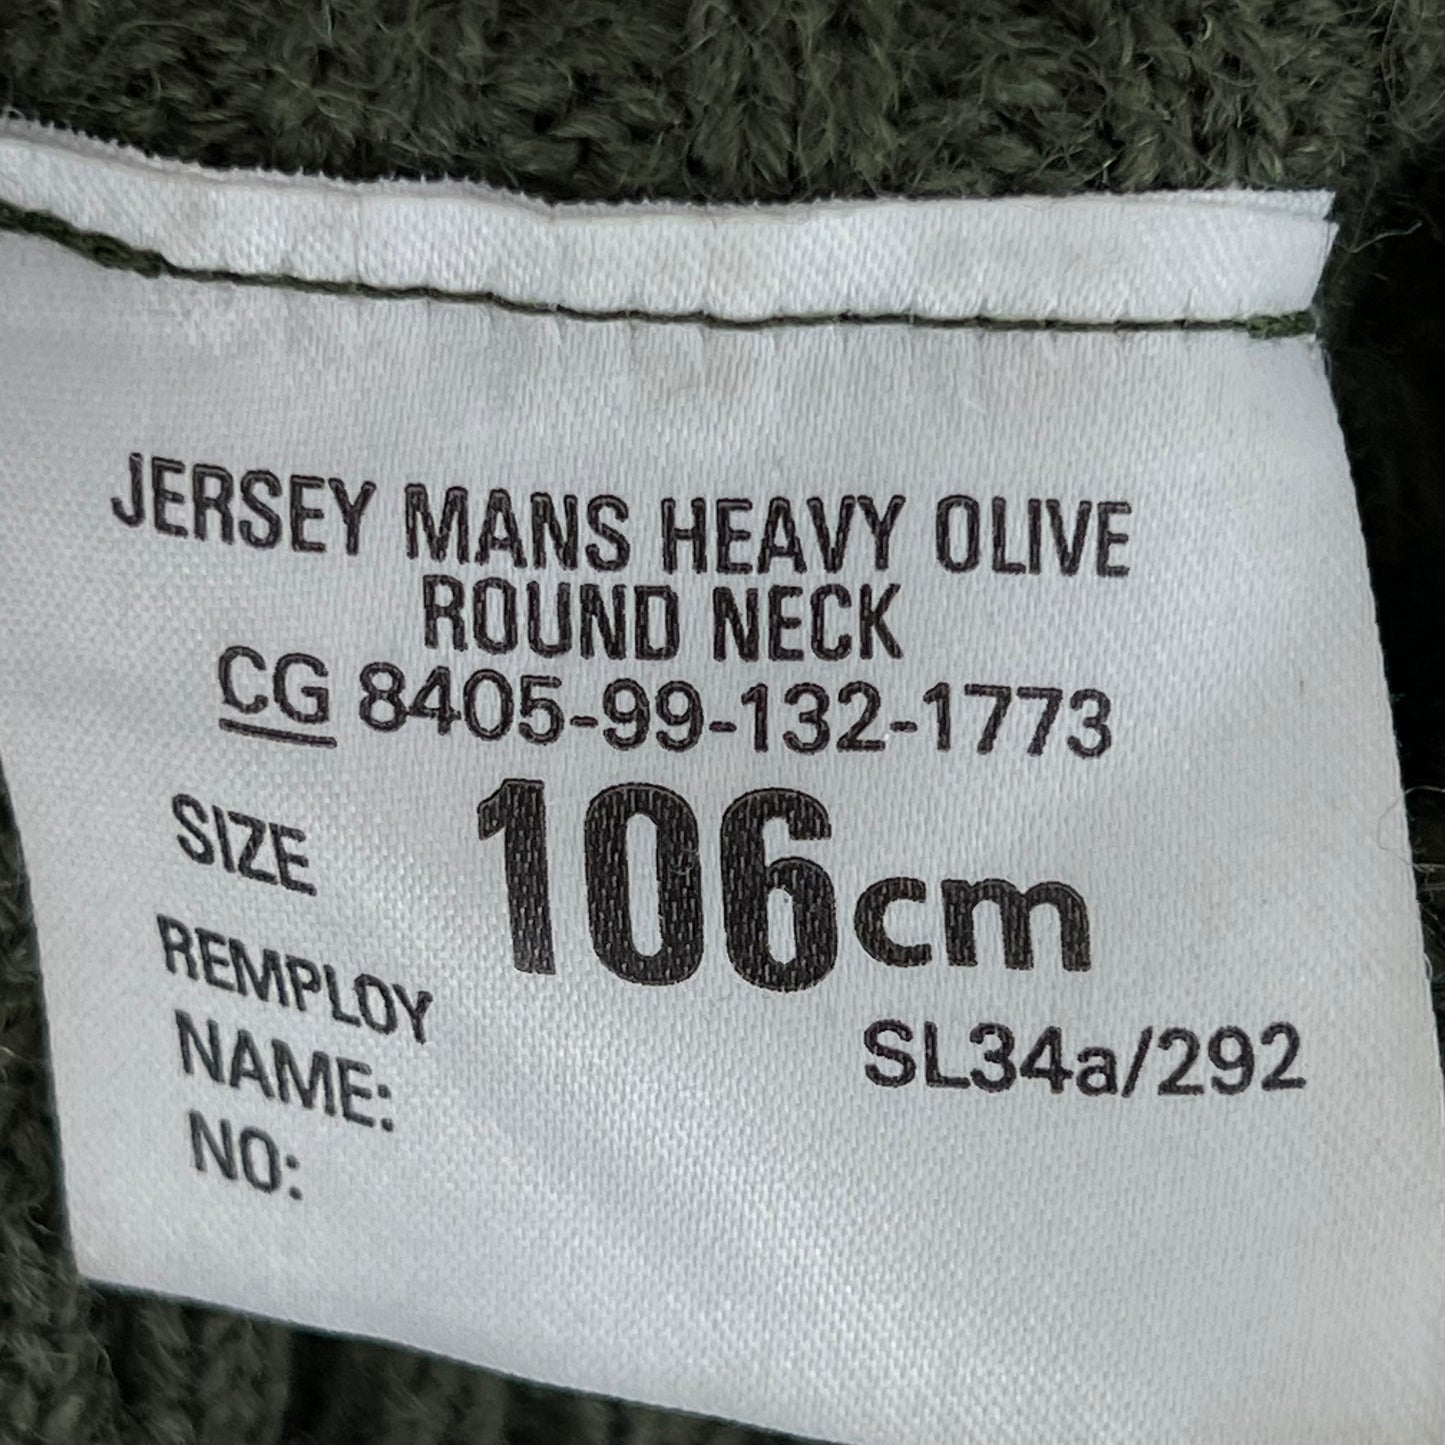 JERSEY MANS HEAVY OLIVE
ROUND NECK
CG 8405-99-132-1773
SIZE 106cm
REMPLOY SL34a/292
NAME:
NO: